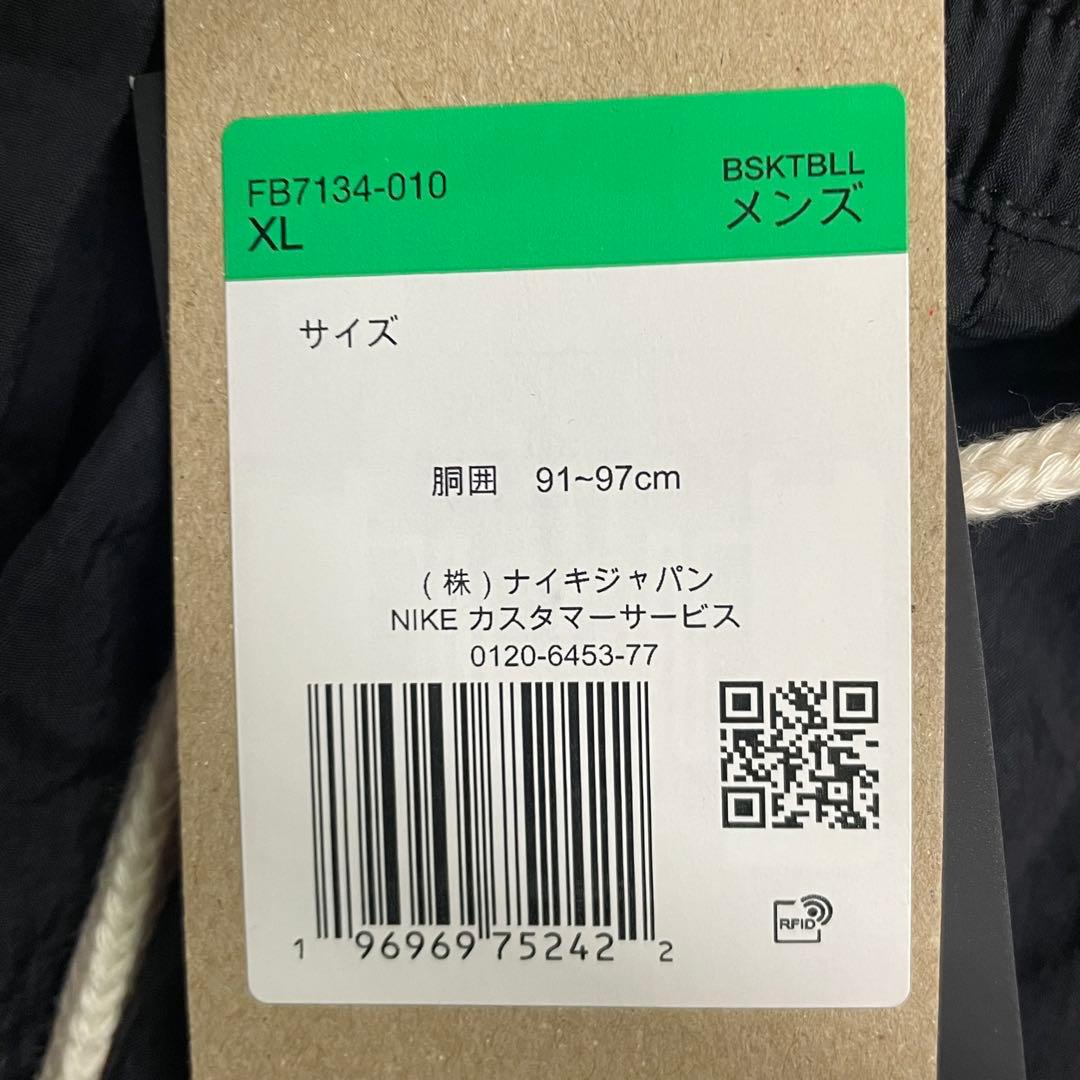 FB7134-010
XL
BSKTBLL
メンズ
サイズ
胴囲 91~97cm
(株)ナイキジャパン
NIKE カスタマーサービス
0120-6453-77
1 96969 75242 2
RFID